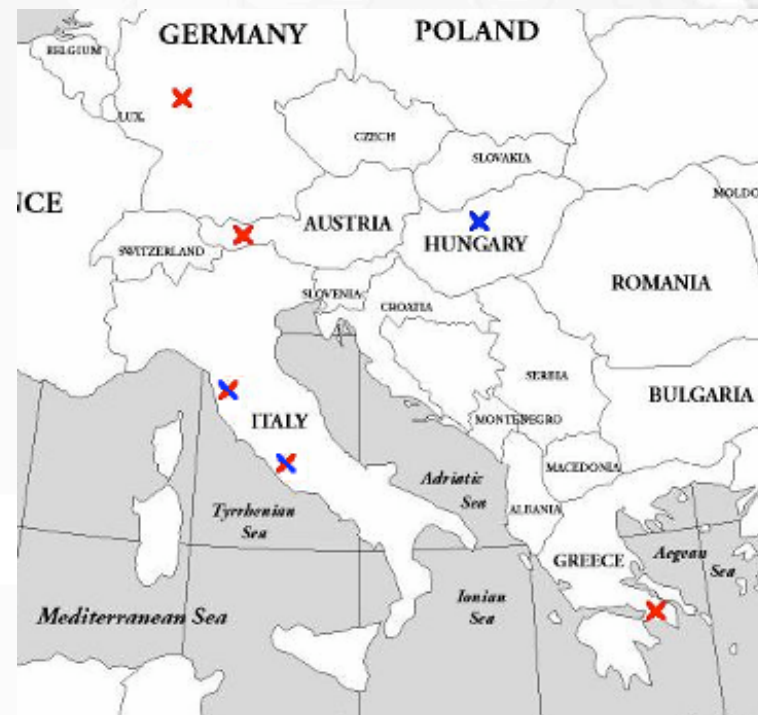 GERMANY
POLAND
BELGIUM
LUX.
CZECH
SLOVAKIA
NCE
MOLDO
AUSTRIA
HUNGARY
SWITZERLAND
ROMANIA
SLOVENIA
CROATIA
SERBIA
BULGARIA
ITALY
MONTENEGRO
MACEDONIA
Adriatic
Sea
Tyrrhenian
Sea
ALBANIA
GREECE
Aegean
Sea
Ionian
Sea
Mediterranean Sea